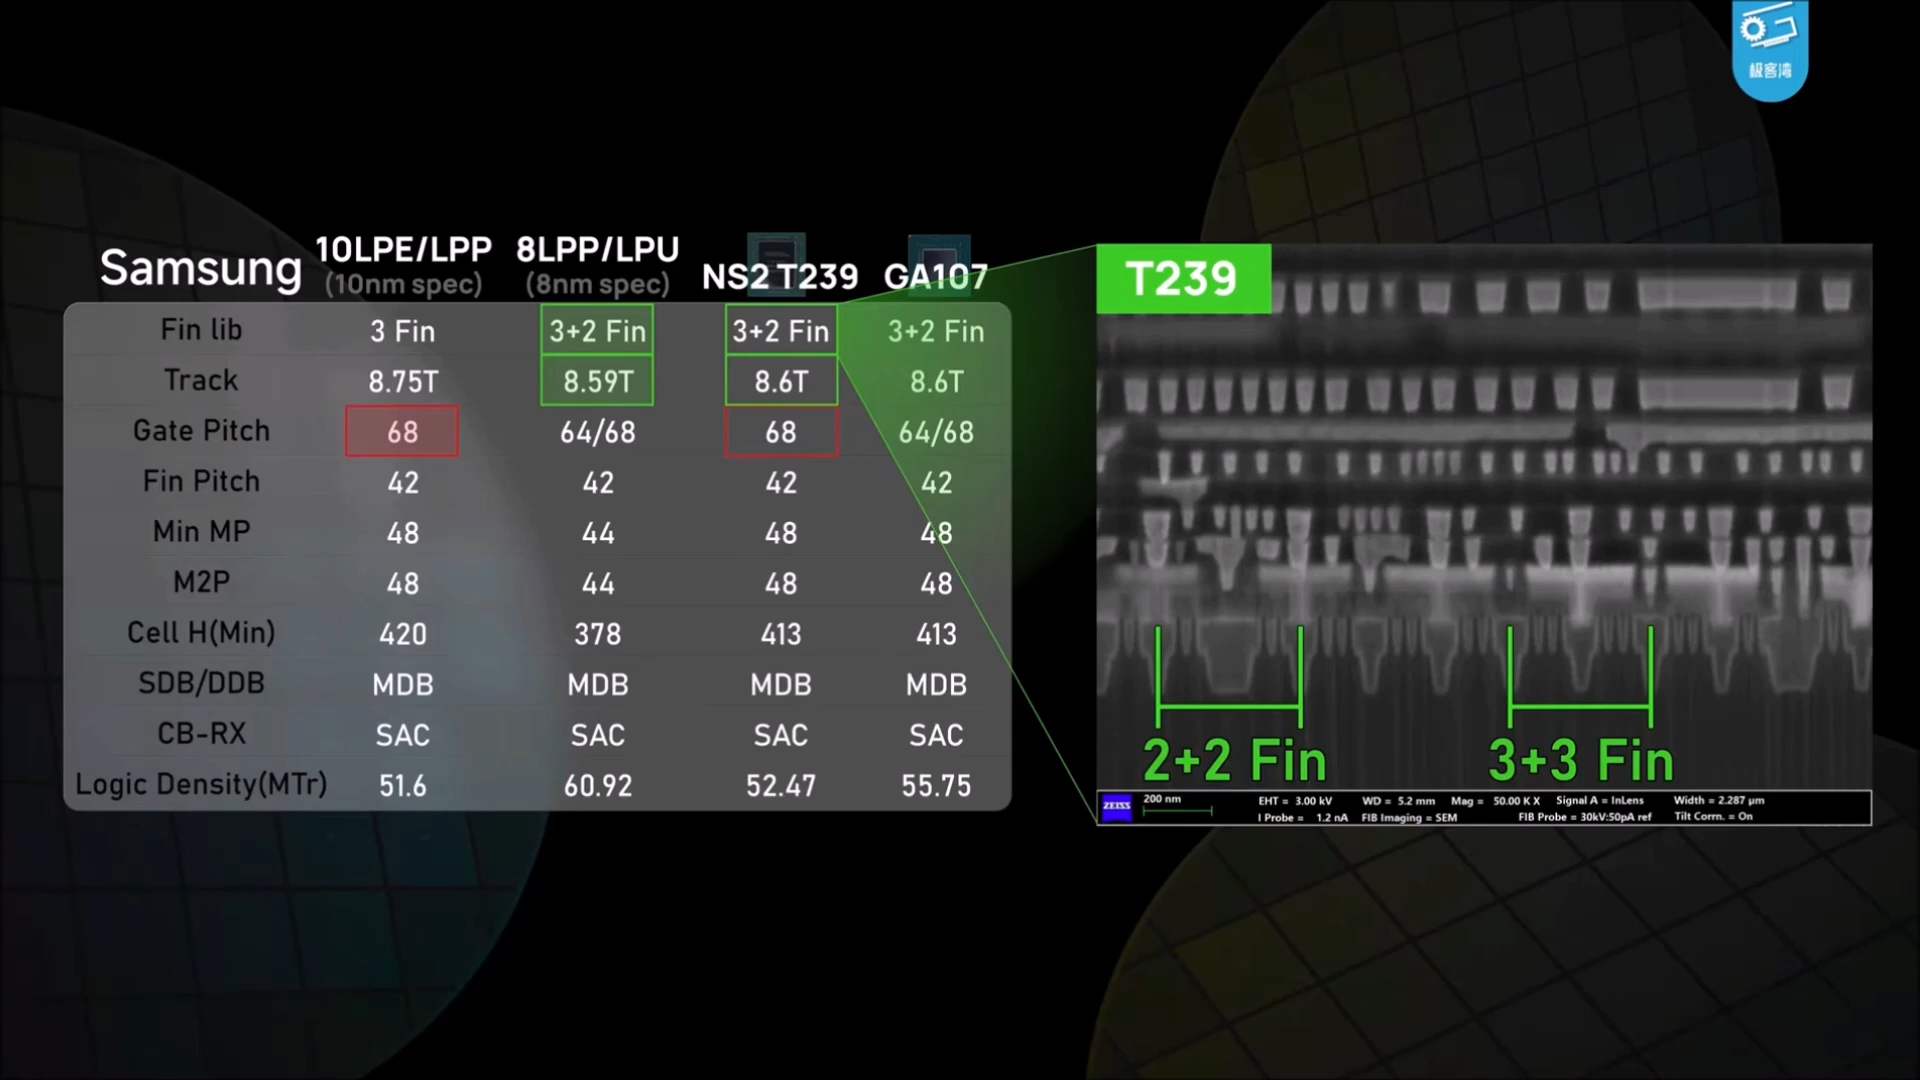 极客湾
Samsung 10LPE/LPP 8LPP/LPU NS2 T239 GA107
(10nm spec) (8nm spec)
Fin lib 3 Fin 3+2 Fin 3+2 Fin 3+2 Fin
Track 8.75T 8.59T 8.6T 8.6T
Gate Pitch 68 64/68 68 64/68
Fin Pitch 42 42 42 42
Min MP 48 44 48 48
M2P 48 44 48 48
Cell H(Min) 420 378 413 413
SDB/DDB MDB MDB MDB MDB
CB-RX SAC SAC SAC SAC
Logic Density(MTr) 51.6 60.92 52.47 55.75
T239
2+2 Fin 3+3 Fin
ZEISS 200 nm EHT = 3.00 kV WD = 5.2 mm Mag = 50.00 K X Signal A = InLens Width = 2.287 μm
I Probe = 1.2 nA FIB Imaging = SEM FIB Probe = 30kV:50pA ref Tilt Corrn. = On